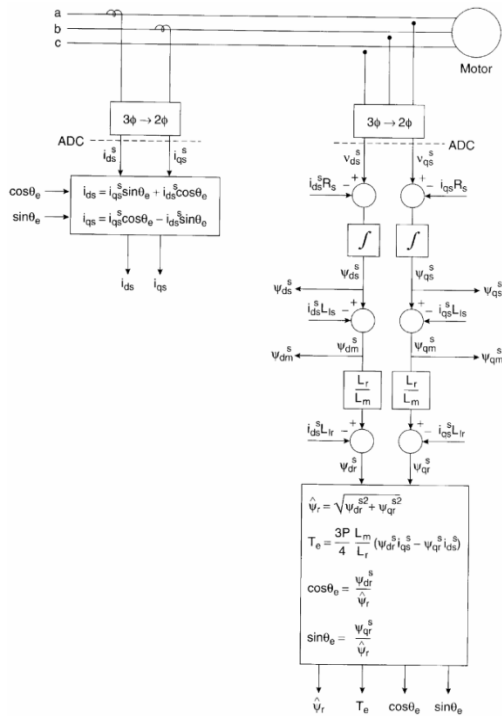 a
b
c
Motor
3ϕ → 2ϕ
3ϕ → 2ϕ
ADC
i_ds^s
i_qs^s
v_ds^s
v_qs^s
ADC
cosθ_e
sinθ_e
i_ds = i_qs^s sinθ_e + i_ds^s cosθ_e
i_qs = i_qs^s cosθ_e − i_ds^s sinθ_e
i_ds
i_qs
i_ds^s R_s
− +
+ −
i_qs^s R_s
∫
∫
ψ_ds^s
ψ_qs^s
ψ_ds^s
ψ_qs^s
i_ds^s L_ls
− +
+ −
i_qs^s L_ls
ψ_dm^s
ψ_dm^s
ψ_qm^s
ψ_qm^s
L_r/L_m
L_r/L_m
i_ds^s L_lr
− +
+ −
i_qs^s L_lr
ψ_dr^s
ψ_qr^s
ψ̂_r = √(ψ_dr^s2 + ψ_qr^s2)
T_e = 3P/4 L_m/L_r (ψ_dr^s i_qs^s − ψ_qr^s i_ds^s)
cosθ_e = ψ_dr^s/ψ̂_r
sinθ_e = ψ_qr^s/ψ̂_r
ψ̂_r
T_e
cosθ_e
sinθ_e